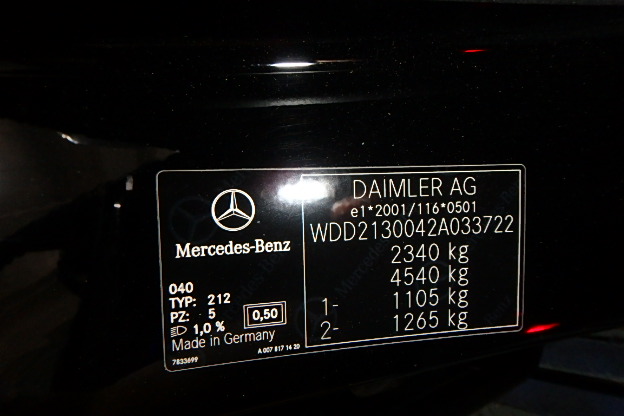 Mercedes-Benz
040
TYP: 212
PZ: 5
1,0 %
0,50
Made in Germany
7833699
A 007 817 14 20
DAIMLER AG
e1*2001/116*0501
WDD2130042A033722
2340 kg
4540 kg
1- 1105 kg
2- 1265 kg